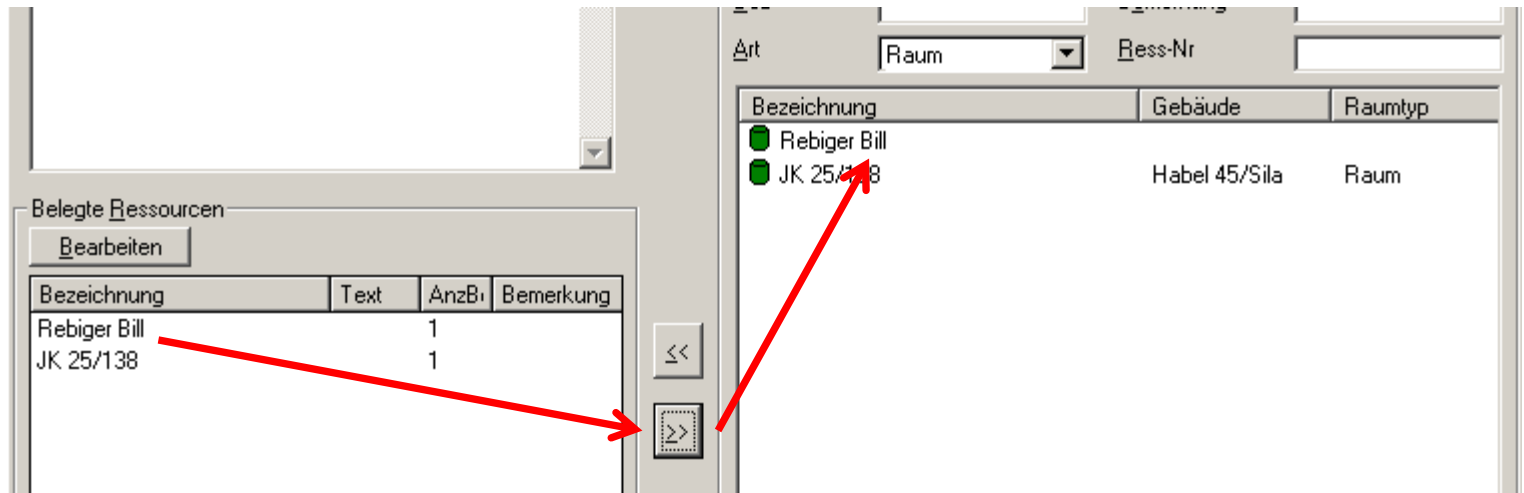 Art
Raum
Ress-Nr
Bezeichnung Gebäude Raumtyp
Rebiger Bill
JK 25/138 Habel 45/Sila Raum
Belegte Ressourcen
Bearbeiten
Bezeichnung Text AnzB Bemerkung
Rebiger Bill 1
JK 25/138 1
<<
>>